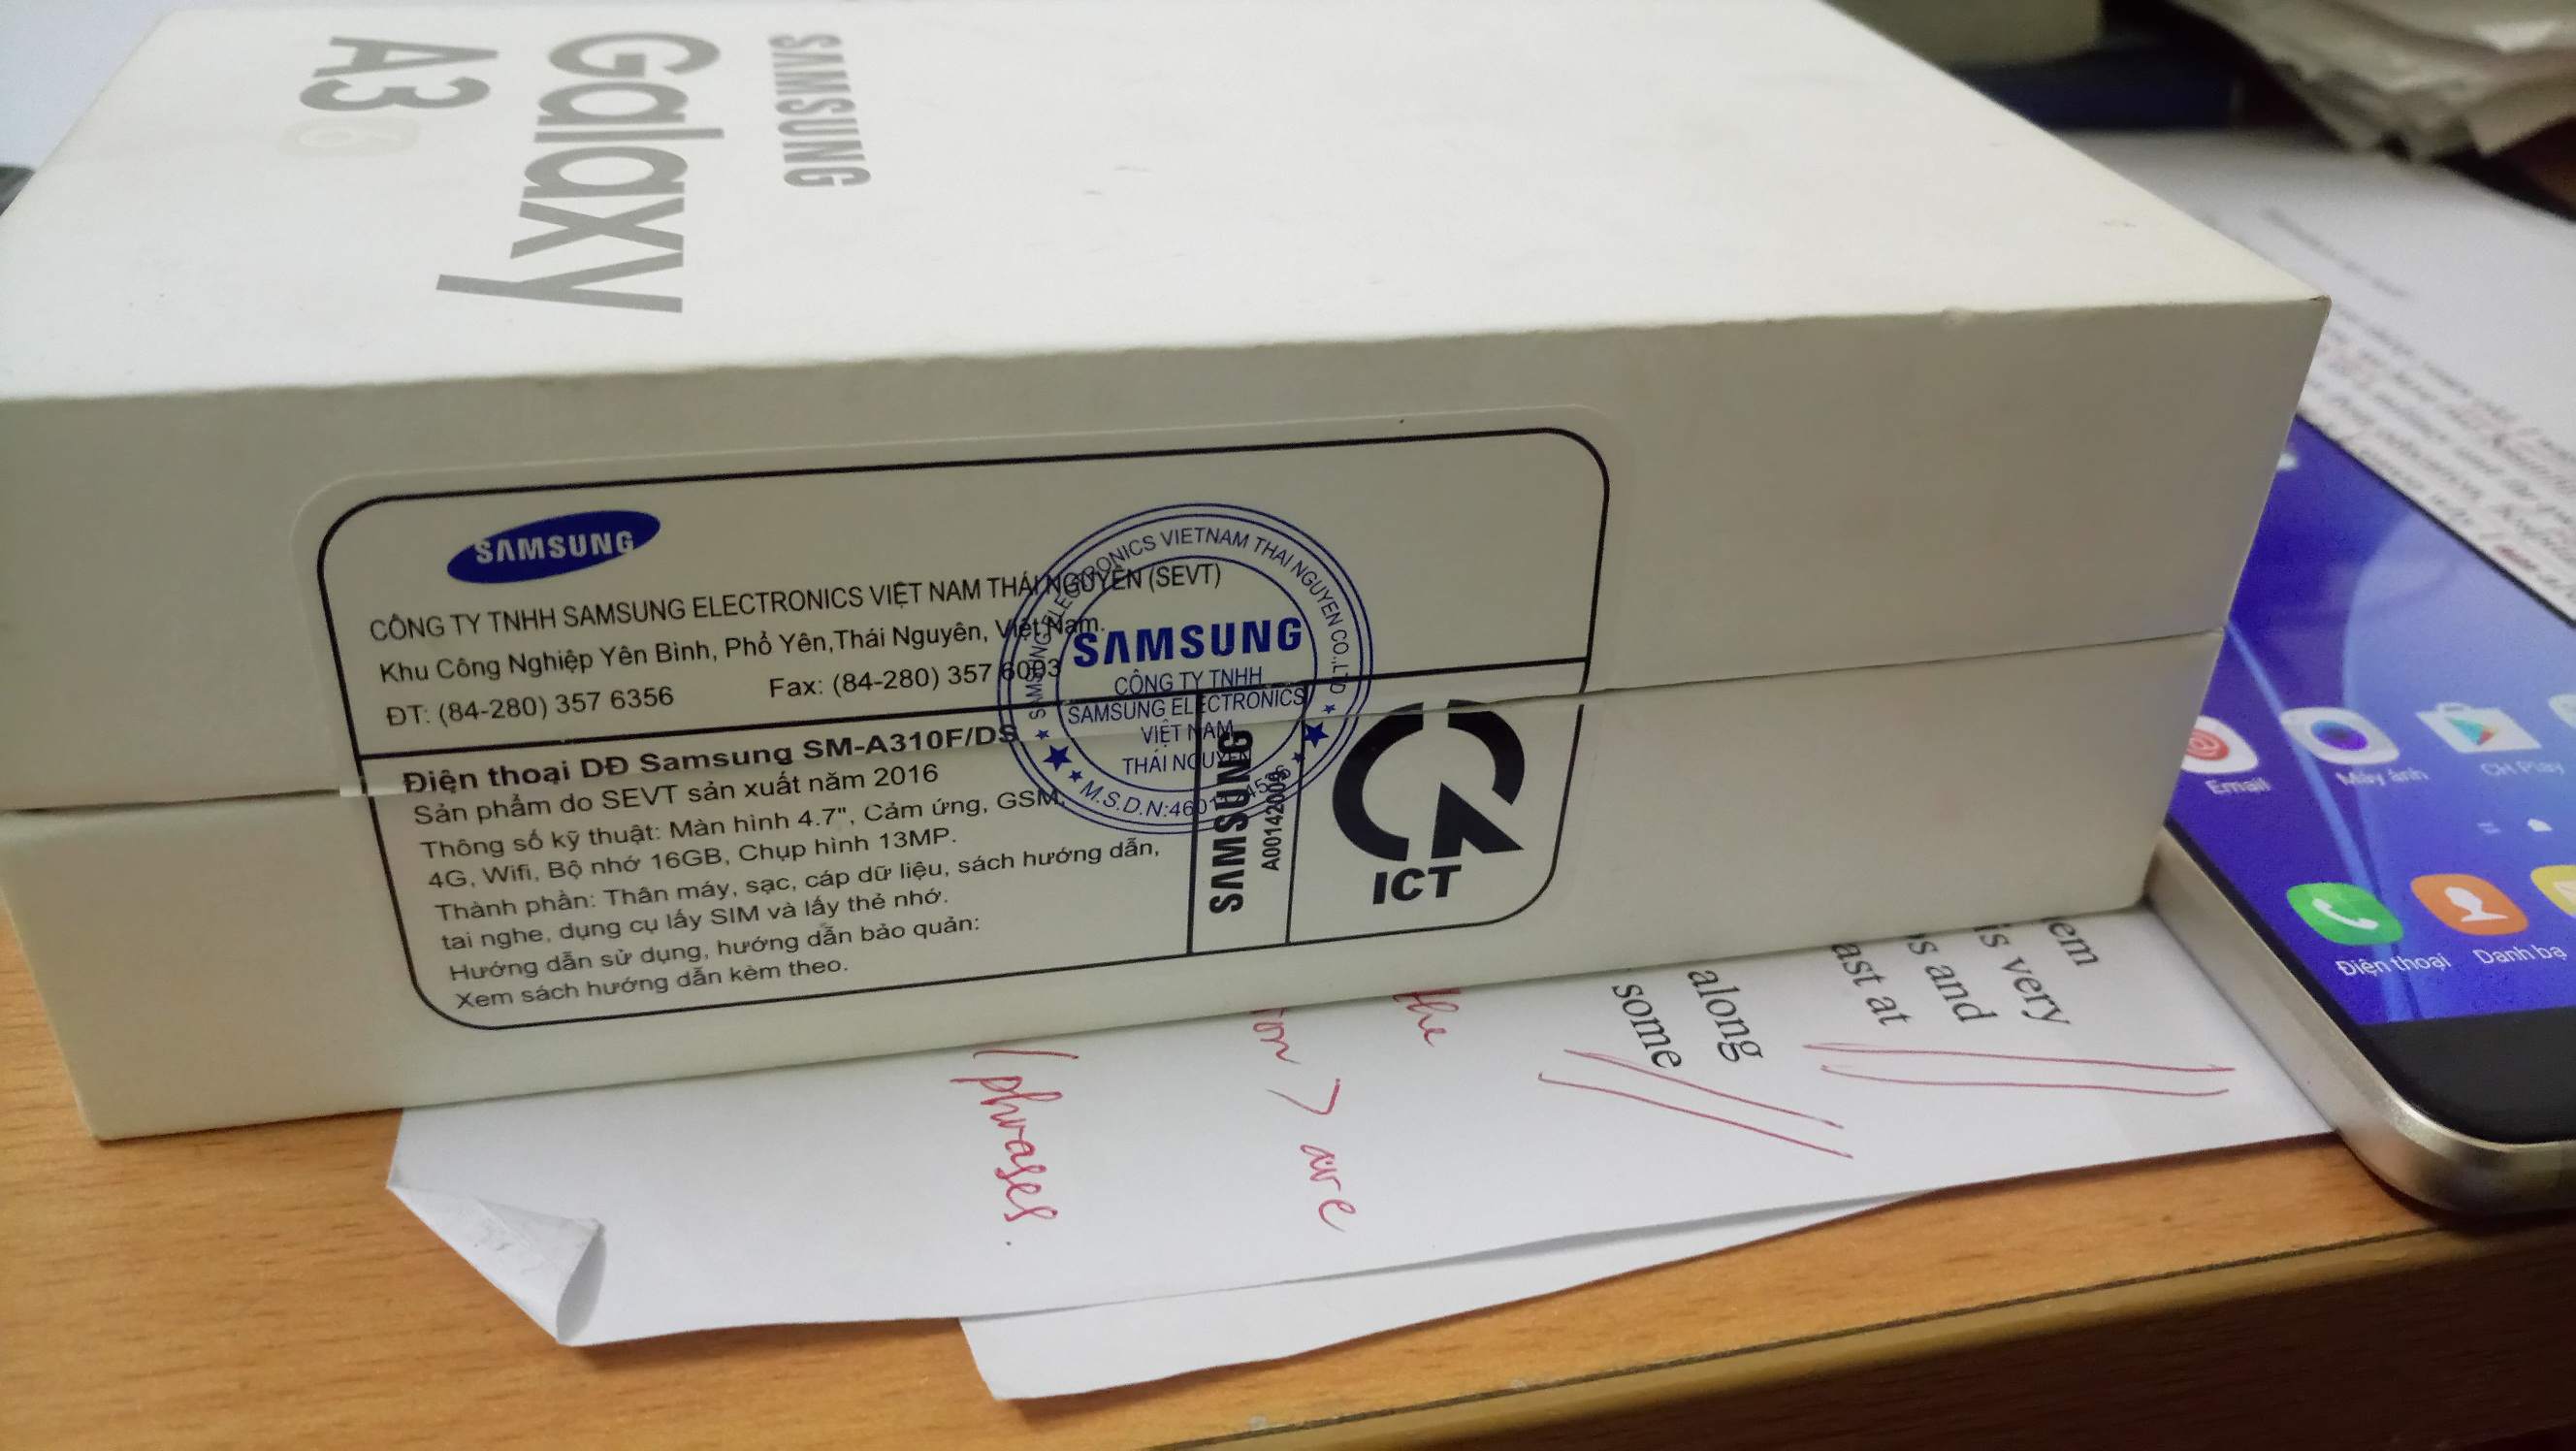 SAMSUNG
Galaxy
A3
6
SAMSUNG
CÔNG TY TNHH SAMSUNG ELECTRONICS VIỆT NAM THÁI NGUYÊN (SEVT)
Khu Công Nghiệp Yên Bình, Phổ Yên,Thái Nguyên, Việt Nam.
ĐT: (84-280) 357 6356 Fax: (84-280) 357 6003
Điện thoại DĐ Samsung SM-A310F/DS
Sản phẩm do SEVT sản xuất năm 2016
Thông số kỹ thuật: Màn hình 4.7", Cảm ứng, GSM,
4G, Wifi, Bộ nhớ 16GB, Chụp hình 13MP.
Thành phần: Thân máy, sạc, cáp dữ liệu, sách hướng dẫn,
tai nghe, dụng cụ lấy SIM và lấy thẻ nhớ.
Hướng dẫn sử dụng, hướng dẫn bảo quản:
Xem sách hướng dẫn kèm theo.
SAMSUNG ELECTRONICS VIETNAM THAI NGUYEN CO.,LTD
SAMSUNG
CÔNG TY TNHH
SAMSUNG ELECTRONICS
VIỆT NAM
THÁI NGUYÊN
M.S.D.N:
SAMSUNG
A00142009
ICT
Email
Máy ảnh
CH Play
Điện thoại
Danh bạ
is very
s and
ast at
along
some
the
> are
/ phrases.